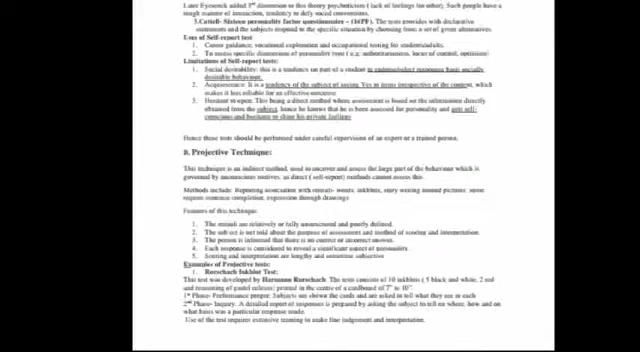 Later Eysenck added 3rd dimension to this theory psychoticism ( lack of feelings for other). Such people have a
tough manner of interaction, tendency to defy social conventions.
3.Cattell- Sixteen personality factor questionnaire – (16PF). The tests provides with declarative
statements and the subjects respond to the specific situation by choosing from a set of given alternatives.
Uses of Self-report test
1. Career guidance, vocational exploration and occupational testing for students/adults.
2. To assess specific dimensions of personality type ( e.g. authoritarianism, locus of control, optimism)
Limitations of Self-report tests:
1. Social desirability: this is a tendency on part of a student to endorse/select responses basis socially
desirable behaviour.
2. Acquiescence: It is a tendency of the subject of saying Yes to items irrespective of the content, which
makes it less reliable for an effective outcome
3. Hesitant to open: This being a direct method where assessment is based on the information directly
obtained from the subject, hence he knows that he is been assessed for personality and gets self-
conscious and hesitate to share his private feelings
Hence these tests should be performed under careful supervision of an expert or a trained person.
B. Projective Technique:
This technique is an indirect method, used to uncover and assess the large part of the behaviour which is
governed by unconscious motives, as direct ( self-report) methods cannot assess this.
Methods include: Reporting association with stimuli- words, inkblots, story writing around pictures, some
require sentence completion, expression through drawings
Features of this technique:
1. The stimuli are relatively or fully unstructured and poorly defined.
2. The subject is not told about the purpose of assessment and method of scoring and interpretation.
3. The person is informed that there is no correct or incorrect answer.
4. Each response is considered to reveal a significant aspect of personality.
5. Scoring and interpretation are lengthy and sometime subjective
Examples of Projective tests:
1. Rorschach Inkblot Test:
This test was developed by Hermann Rorschach. The tests consists of 10 inkblots ( 5 black and white, 2 red
and reasoning of pastel colours) printed in the centre of a cardboard of 7" to 10".
1st Phase- Performance proper: Subjects are shown the cards and are asked to tell what they see in each
2nd Phase- Inquiry. A detailed report of responses is prepared by asking the subject to tell on where, how and on
what basis was a particular response made.
Use of the test requires extensive training to make fine judgement and interpretation.